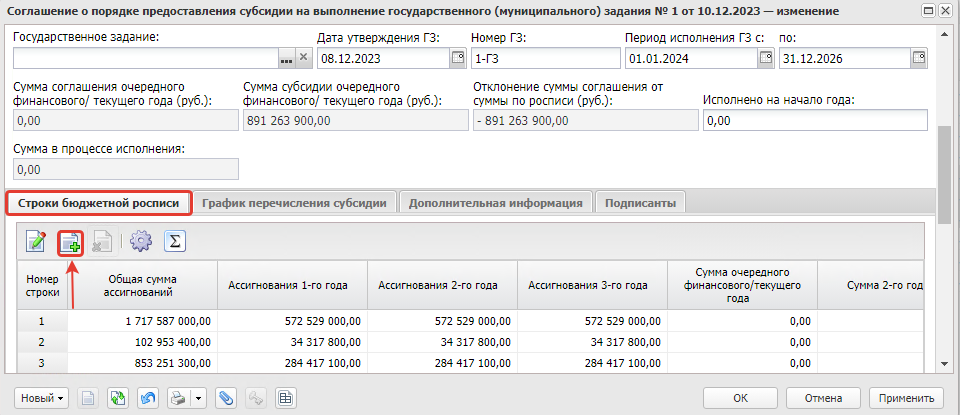 Соглашение о порядке предоставления субсидии на выполнение государственного (муниципального) задания № 1 от 10.12.2023 — изменение
Государственное задание: Дата утверждения ГЗ: Номер ГЗ: Период исполнения ГЗ с: по:
... 08.12.2023 1-ГЗ 01.01.2024 31.12.2026
Сумма соглашения очередного Сумма субсидии очередного Отклонение суммы соглашения от
финансового/ текущего года (руб.): финансового/ текущего года (руб.): суммы по росписи (руб.): Исполнено на начало года:
0,00 891 263 900,00 - 891 263 900,00 0,00
Сумма в процессе исполнения:
0,00
Строки бюджетной росписи График перечисления субсидии Дополнительная информация Подписанты
Σ
Номер строки Общая сумма ассигнований Ассигнования 1-го года Ассигнования 2-го года Ассигнования 3-го года Сумма очередного финансового/текущего года Сумма 2-го год
1 1 717 587 000,00 572 529 000,00 572 529 000,00 572 529 000,00 0,00
2 102 953 400,00 34 317 800,00 34 317 800,00 34 317 800,00 0,00
3 853 251 300,00 284 417 100,00 284 417 100,00 284 417 100,00 0,00
Новый ОК Отмена Применить